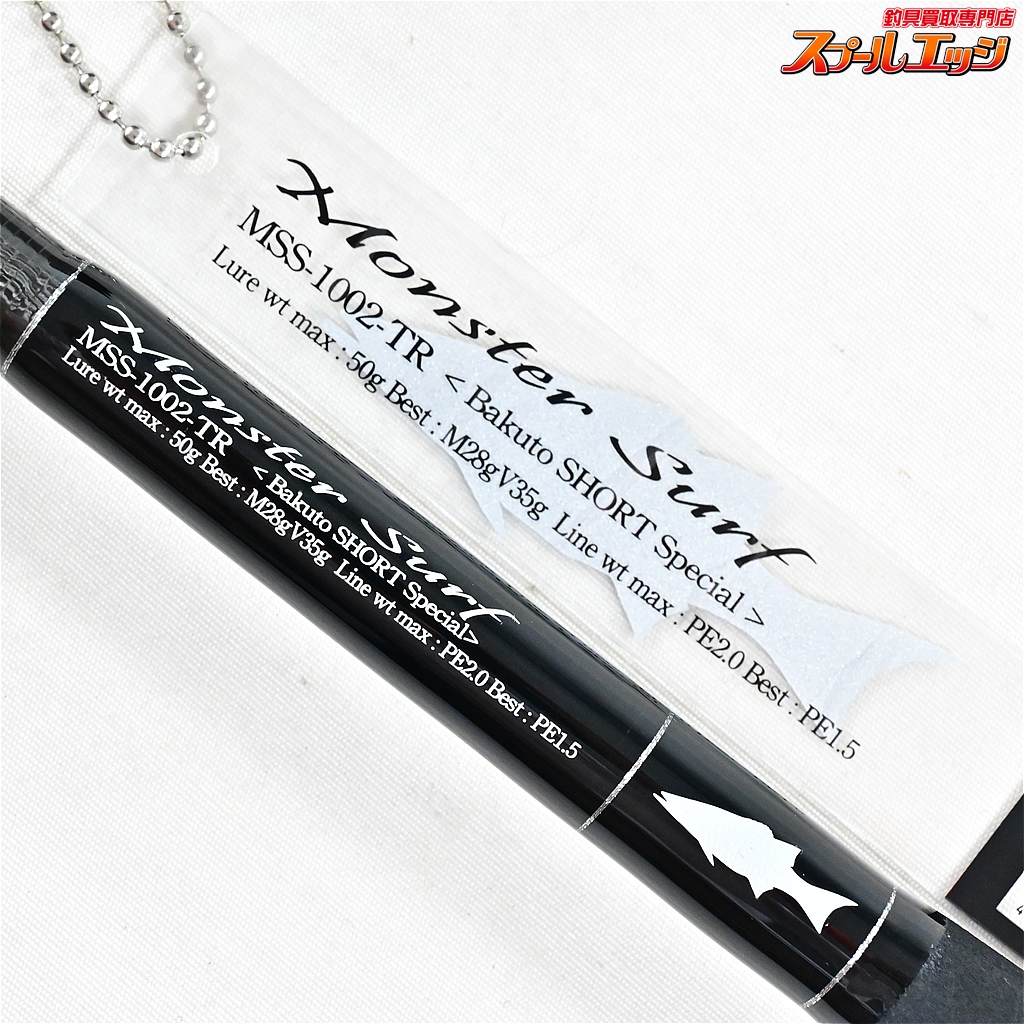 釣具買取専門店
スプールエッジ
Monster Surf
MSS-1002-TR <Bakuto SHORT Special>
Lure wt max : 50g Best : M28gV35g Line wt max : PE2.0 Best : PE1.5
Monster Surf
MSS-1002-TR <Bakuto SHORT Special>
Lure wt max : 50g Best : M28gV35g Line wt max : PE2.0 Best : PE1.5
4